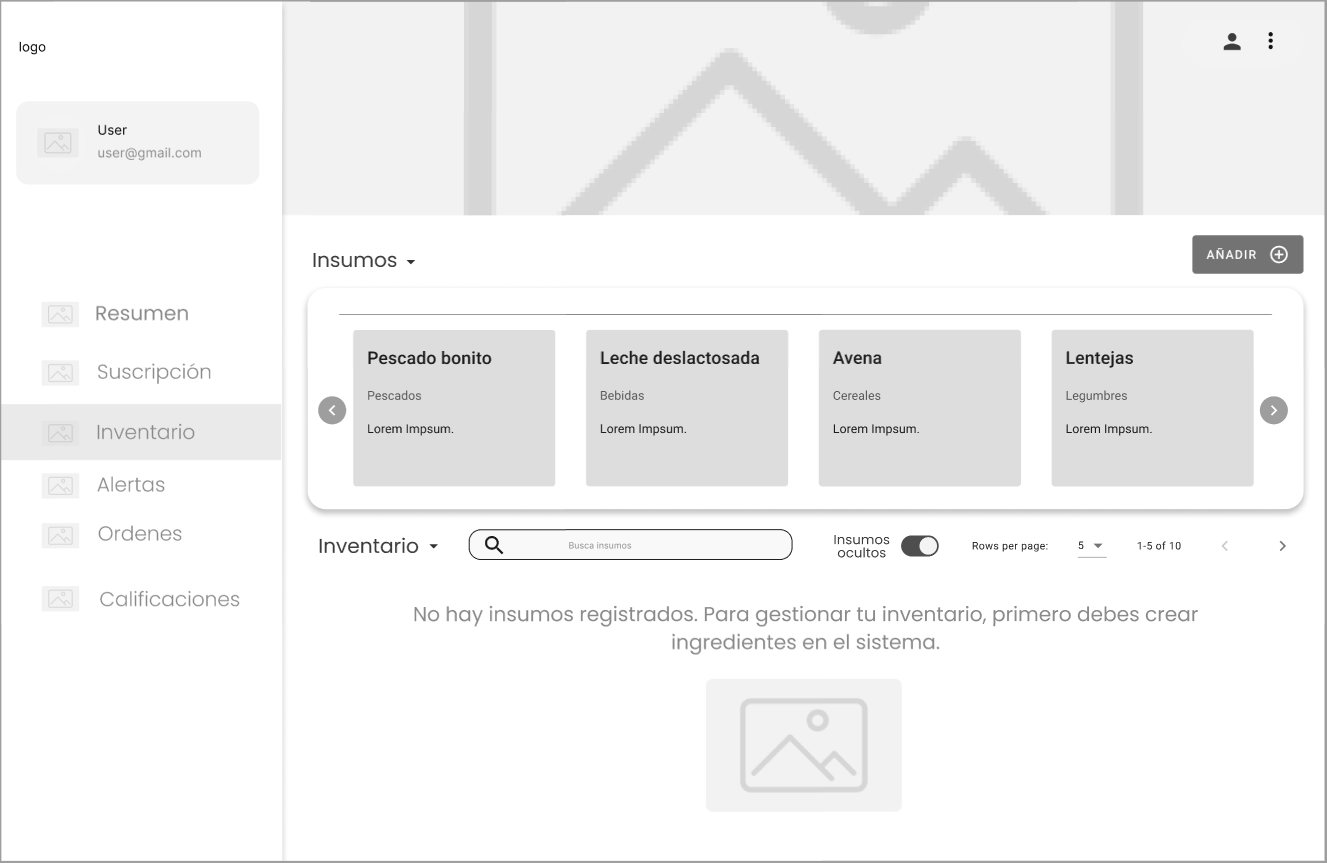 logo
User
user@gmail.com
Resumen
Suscripción
Inventario
Alertas
Ordenes
Calificaciones
Insumos
AÑADIR
Pescado bonito
Pescados
Lorem Impsum.
Leche deslactosada
Bebidas
Lorem Impsum.
Avena
Cereales
Lorem Impsum.
Lentejas
Legumbres
Lorem Impsum.
Inventario
Busca insumos
Insumos
ocultos
Rows per page:
5
1-5 of 10
No hay insumos registrados. Para gestionar tu inventario, primero debes crear
ingredientes en el sistema.